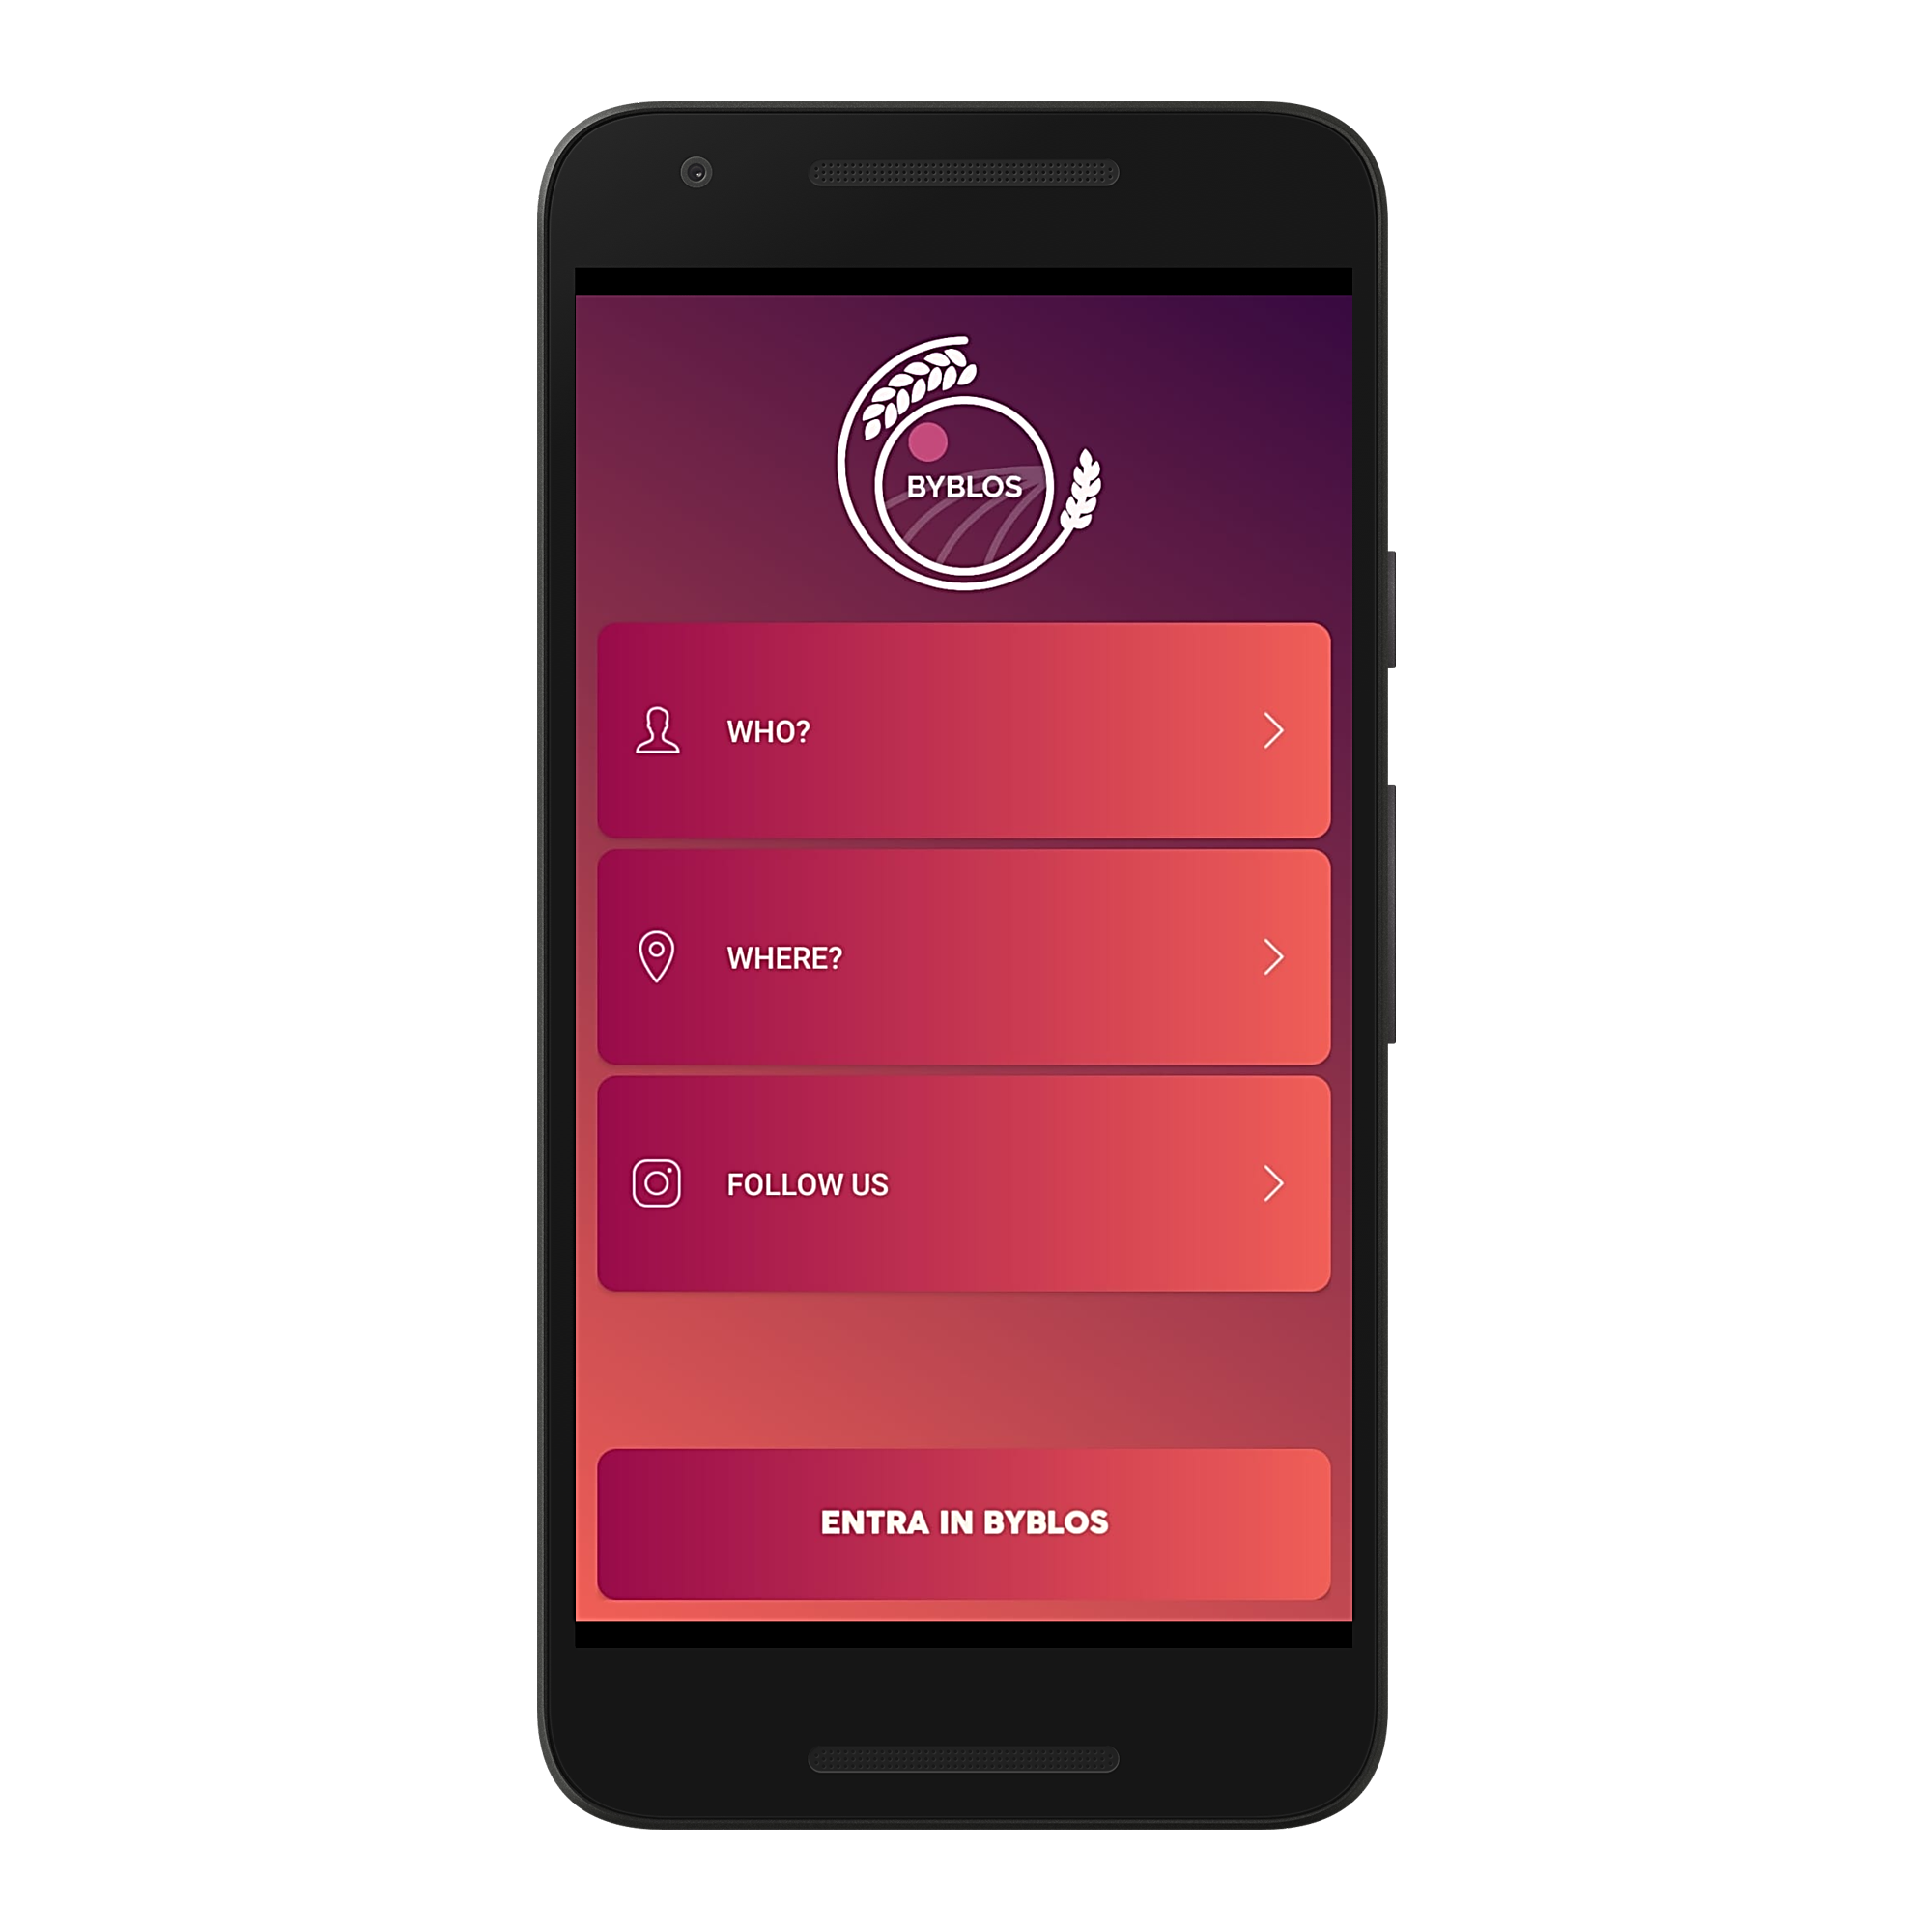 BYBLOS
WHO?
WHERE?
FOLLOW US
ENTRA IN BYBLOS